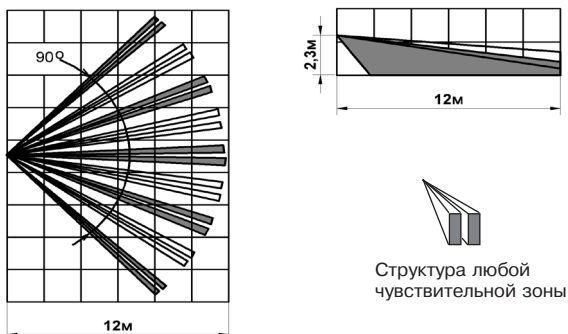 90°
12м
2,3м
12м
Структура любой
чувствительной зоны